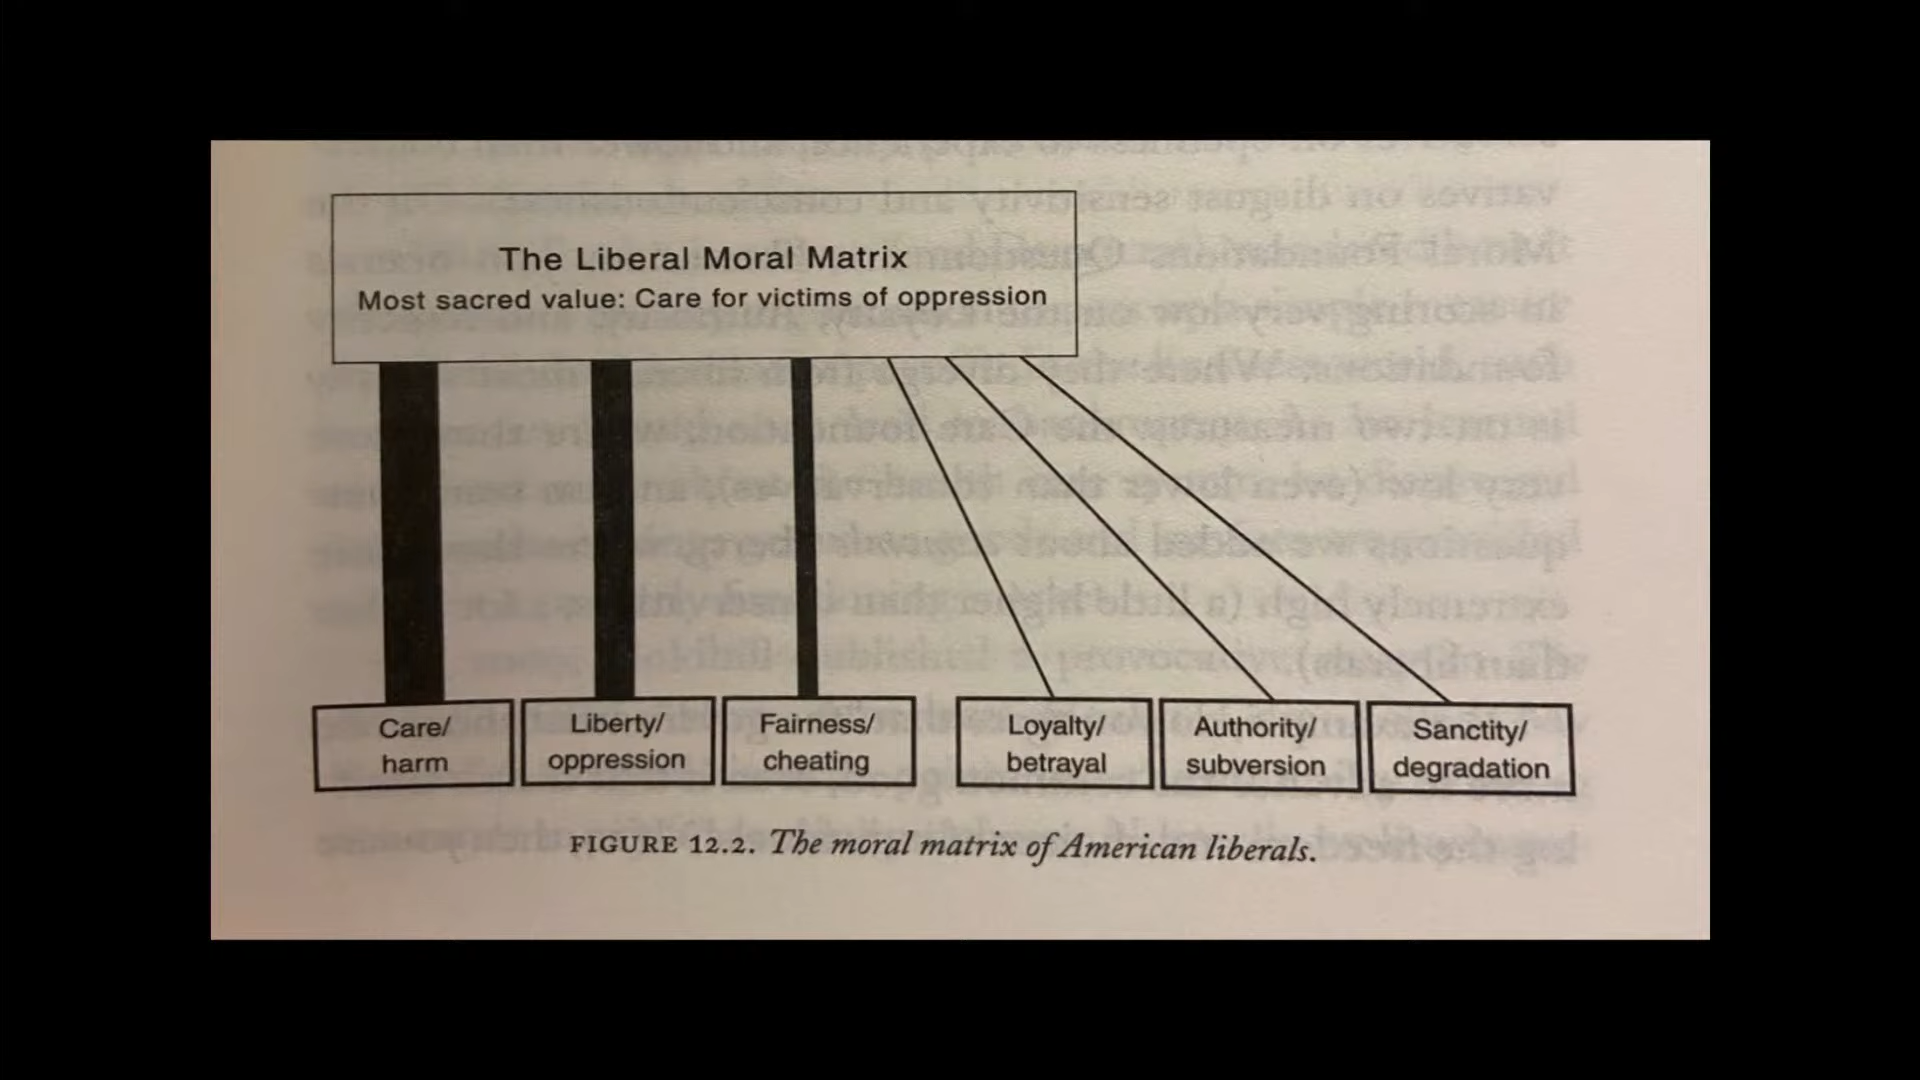 The Liberal Moral Matrix
Most sacred value: Care for victims of oppression
Care/
harm
Liberty/
oppression
Fairness/
cheating
Loyalty/
betrayal
Authority/
subversion
Sanctity/
degradation
FIGURE 12.2. The moral matrix of American liberals.